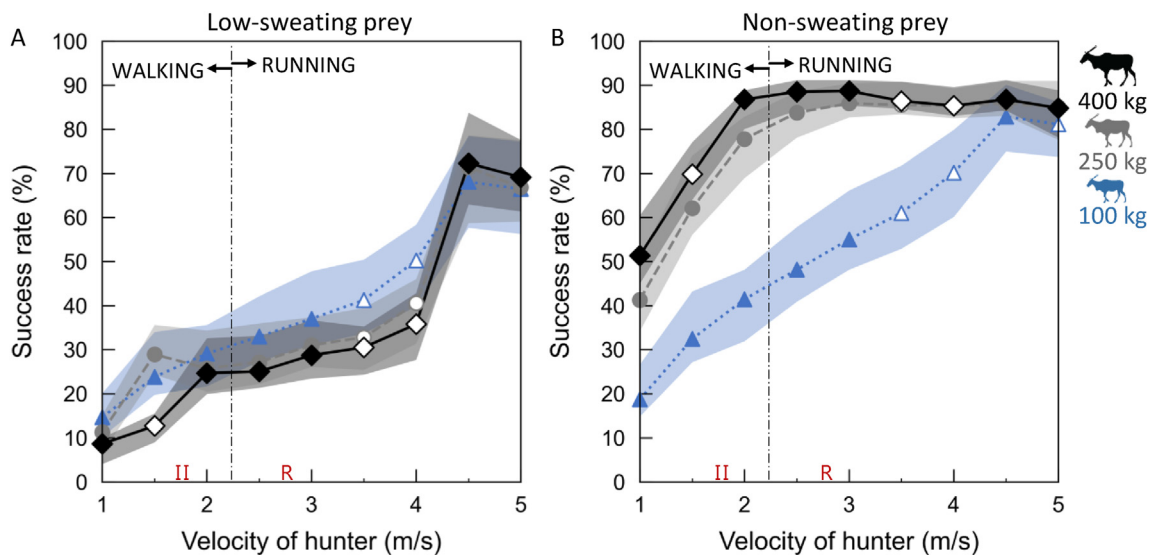 A
Low-sweating prey
WALKING
RUNNING
Success rate (%)
100
90
80
70
60
50
40
30
20
10
0
II
R
1
2
3
4
5
Velocity of hunter (m/s)
B
Non-sweating prey
WALKING
RUNNING
Success rate (%)
100
90
80
70
60
50
40
30
20
10
0
II
R
1
2
3
4
5
Velocity of hunter (m/s)
400 kg
250 kg
100 kg